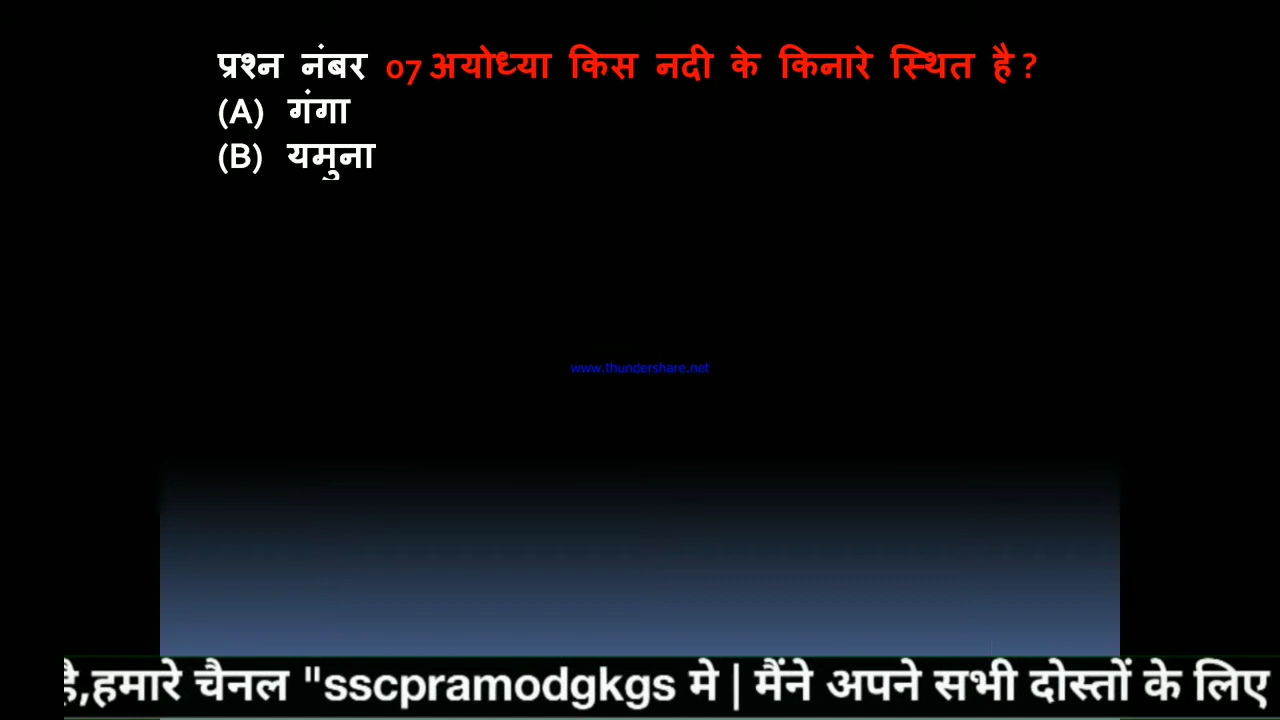 प्रश्न नंबर 07 अयोध्या किस नदी के किनारे स्थित है ?
(A) गंगा
(B) यमुना
www.thundershare.net
है,हमारे चैनल "sscpramodgkgs मे | मैंने अपने सभी दोस्तों के लिए